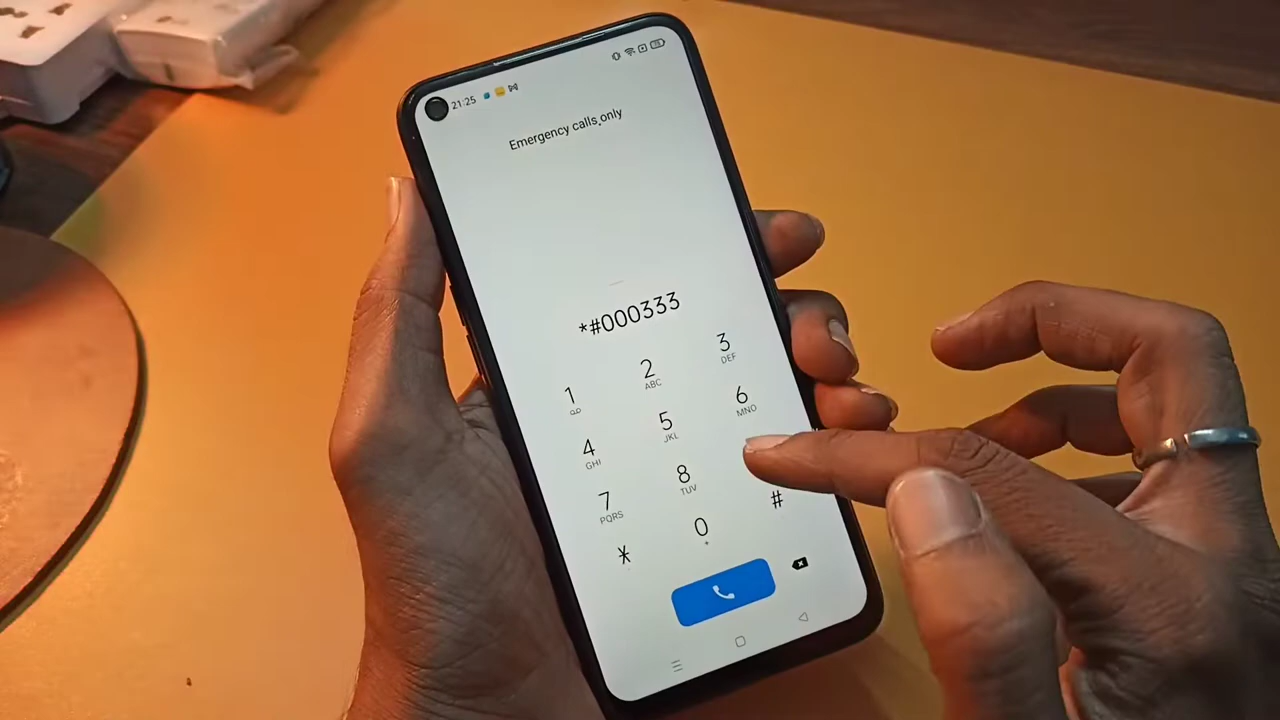 21:25
Emergency calls only
*#000333
1
2 ABC
3 DEF
4 GHI
5 JKL
6 MNO
7 PQRS
8 TUV
*
0 +
#